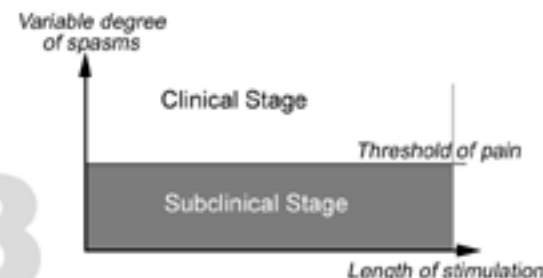 Variable degree
of spasms
Clinical Stage
Threshold of pain
Subclinical Stage
Length of stimulation